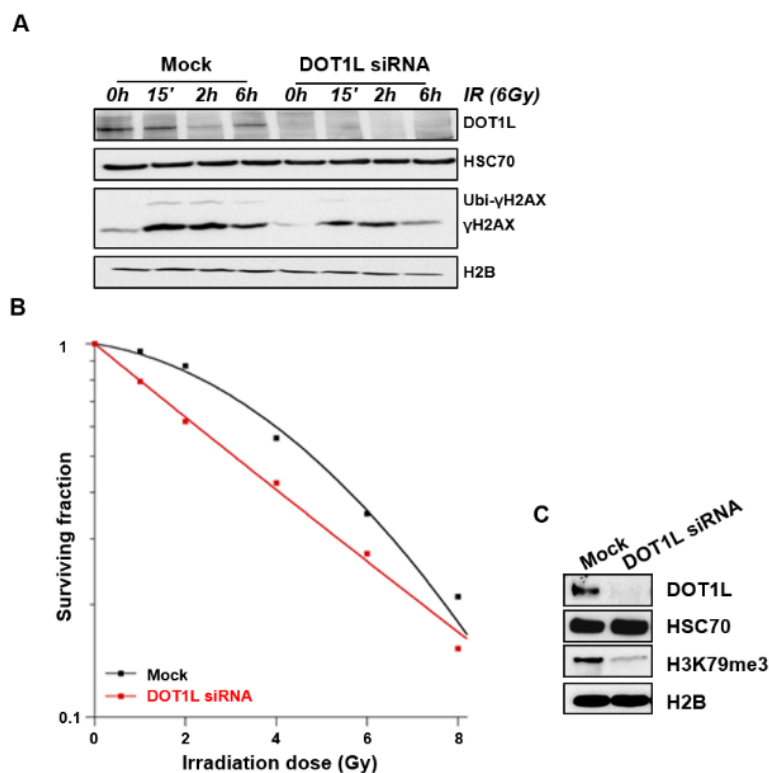 A
Mock DOT1L siRNA
0h 15' 2h 6h 0h 15' 2h 6h IR (6Gy)
DOT1L
HSC70
Ubi-γH2AX
γH2AX
H2B
B
1
Surviving fraction
Mock
DOT1L siRNA
0.1
0 2 4 6 8
Irradiation dose (Gy)
C
Mock DOT1L siRNA
DOT1L
HSC70
H3K79me3
H2B